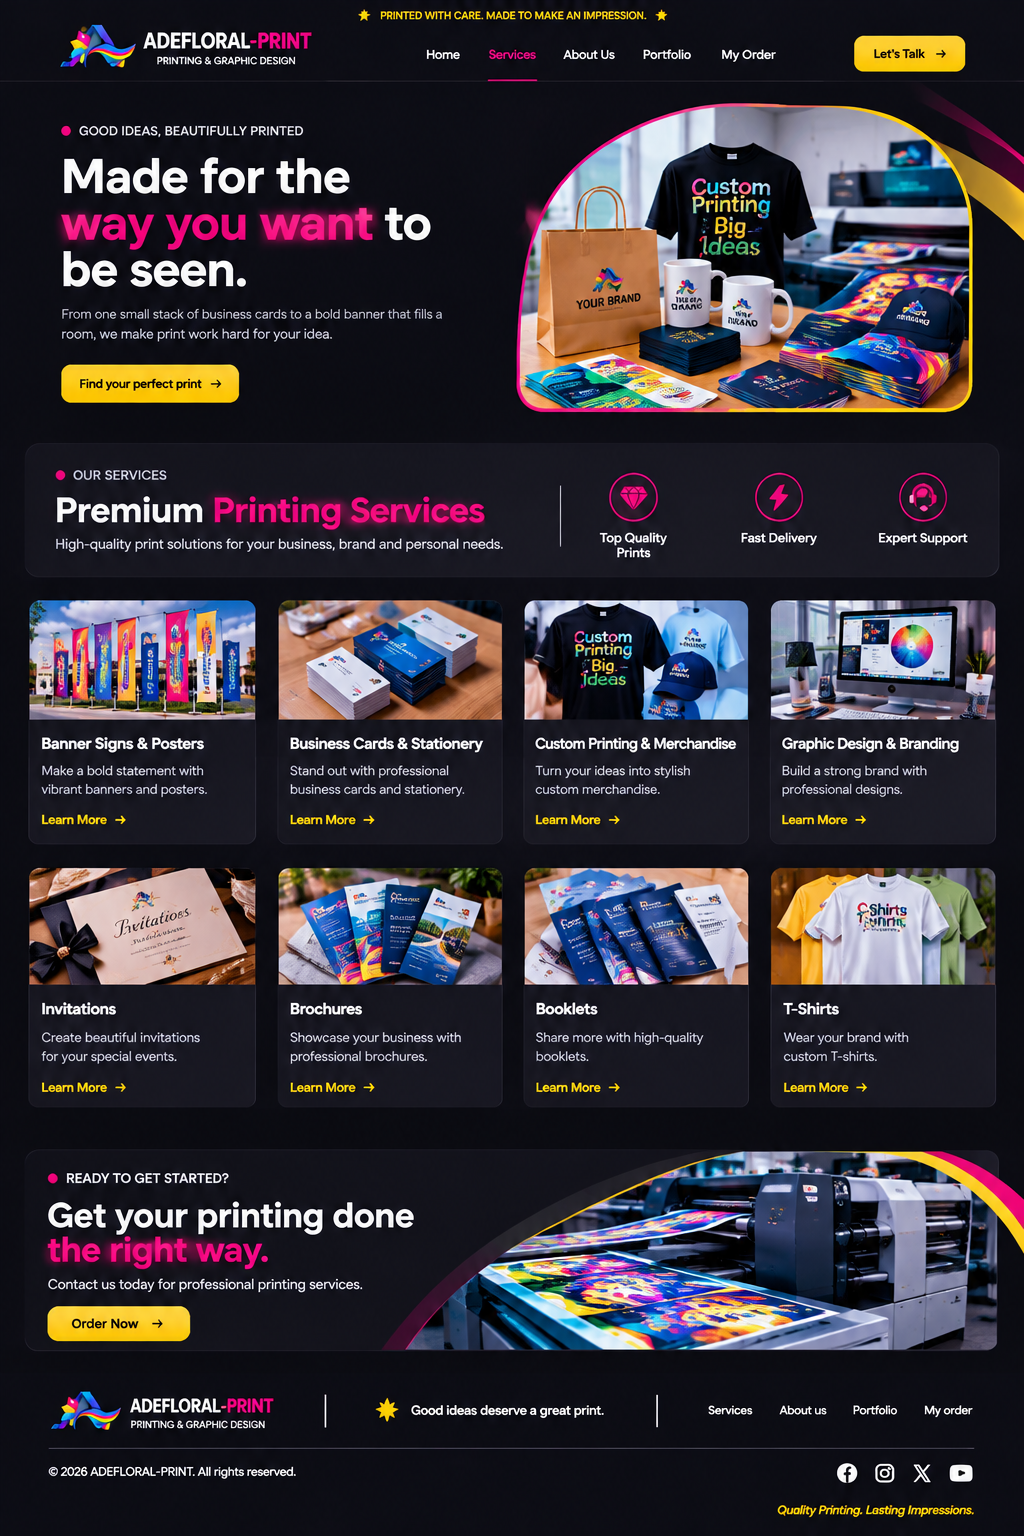 PRINTED WITH CARE. MADE TO MAKE AN IMPRESSION.
ADEFLORAL-PRINT
PRINTING & GRAPHIC DESIGN
Home
Services
About Us
Portfolio
My Order
Let's Talk →
GOOD IDEAS, BEAUTIFULLY PRINTED
Made for the
way you want to
be seen.
From one small stack of business cards to a bold banner that fills a
room, we make print work hard for your idea.
Find your perfect print →
Custom
Printing
Big
Ideas
YOUR BRAND
OUR SERVICES
Premium Printing Services
High-quality print solutions for your business, brand and personal needs.
Top Quality
Prints
Fast Delivery
Expert Support
Custom
Printing
Big
Ideas
Banner Signs & Posters
Make a bold statement with
vibrant banners and posters.
Learn More →
Business Cards & Stationery
Stand out with professional
business cards and stationery.
Learn More →
Custom Printing & Merchandise
Turn your ideas into stylish
custom merchandise.
Learn More →
Graphic Design & Branding
Build a strong brand with
professional designs.
Learn More →
Invitations
Invitations
Create beautiful invitations
for your special events.
Learn More →
Brochures
Showcase your business with
professional brochures.
Learn More →
Booklets
Share more with high-quality
booklets.
Learn More →
T-Shirts
Wear your brand with
custom T-shirts.
Learn More →
READY TO GET STARTED?
Get your printing done
the right way.
Contact us today for professional printing services.
Order Now →
ADEFLORAL-PRINT
PRINTING & GRAPHIC DESIGN
Good ideas deserve a great print.
Services
About us
Portfolio
My order
© 2026 ADEFLORAL-PRINT. All rights reserved.
Quality Printing. Lasting Impressions.